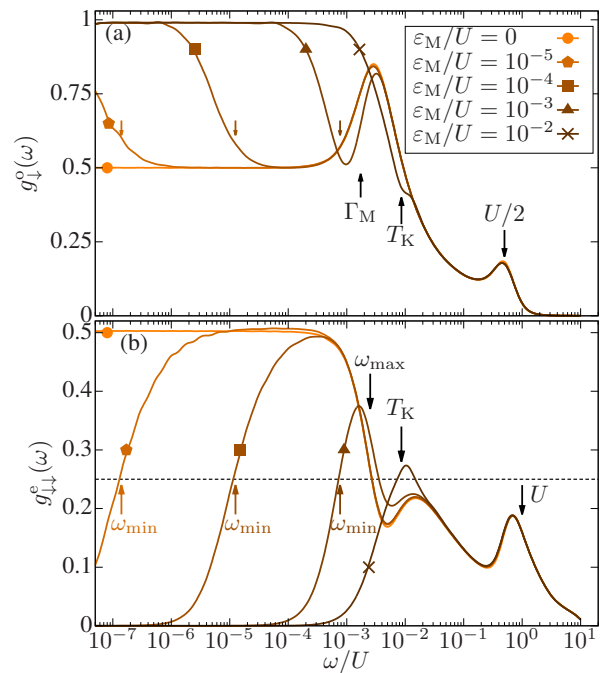 (a)
ε_M/U = 0
ε_M/U = 10^−5
ε_M/U = 10^−4
ε_M/U = 10^−3
ε_M/U = 10^−2
1
0.75
0.5
0.25
0
g_↓^o(ω)
Γ_M
T_K
U/2
(b)
0.5
0.4
0.3
0.2
0.1
0
g_↓↓^e(ω)
ω_max
T_K
U
ω_min
ω_min
ω_min
10^−7 10^−6 10^−5 10^−4 10^−3 10^−2 10^−1 10^0 10^1
ω/U